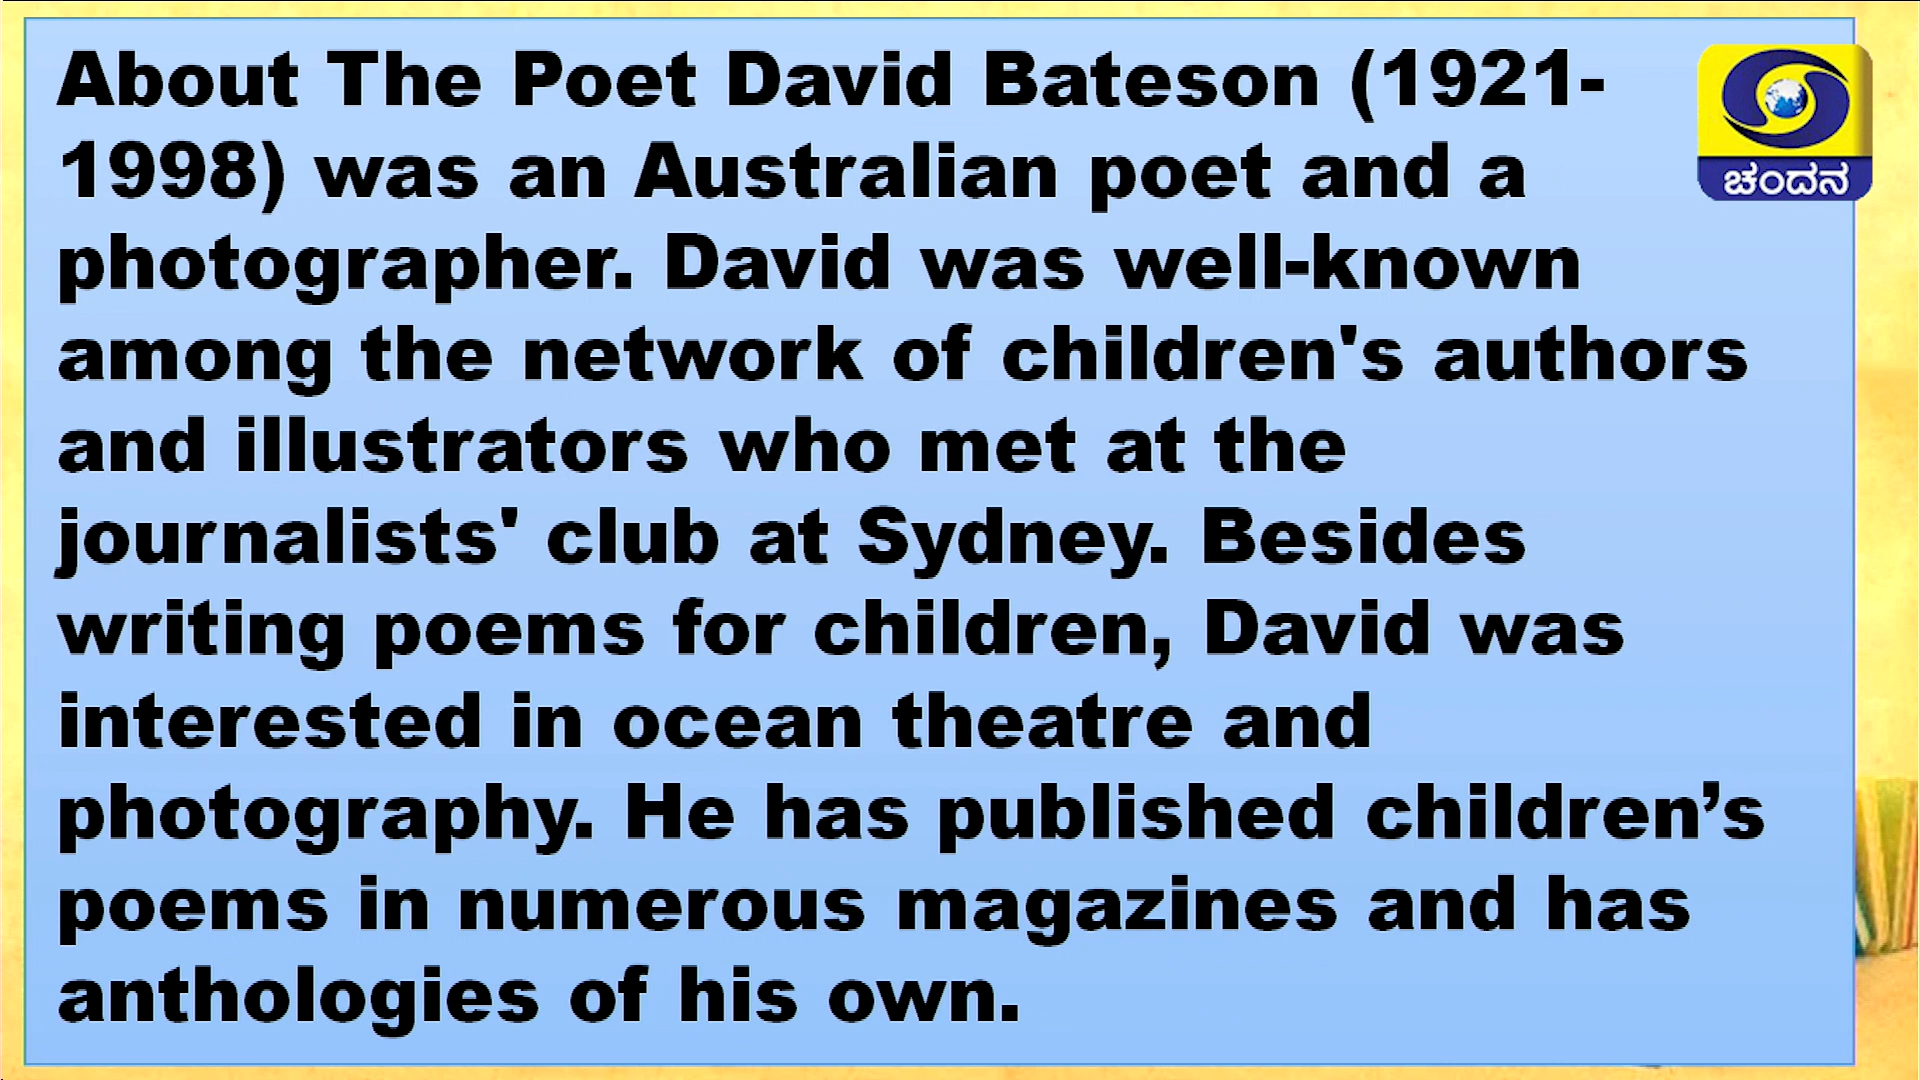 About The Poet David Bateson (1921-
1998) was an Australian poet and a
photographer. David was well-known
among the network of children's authors
and illustrators who met at the
journalists' club at Sydney. Besides
writing poems for children, David was
interested in ocean theatre and
photography. He has published children’s
poems in numerous magazines and has
anthologies of his own.
ಚಂದನ